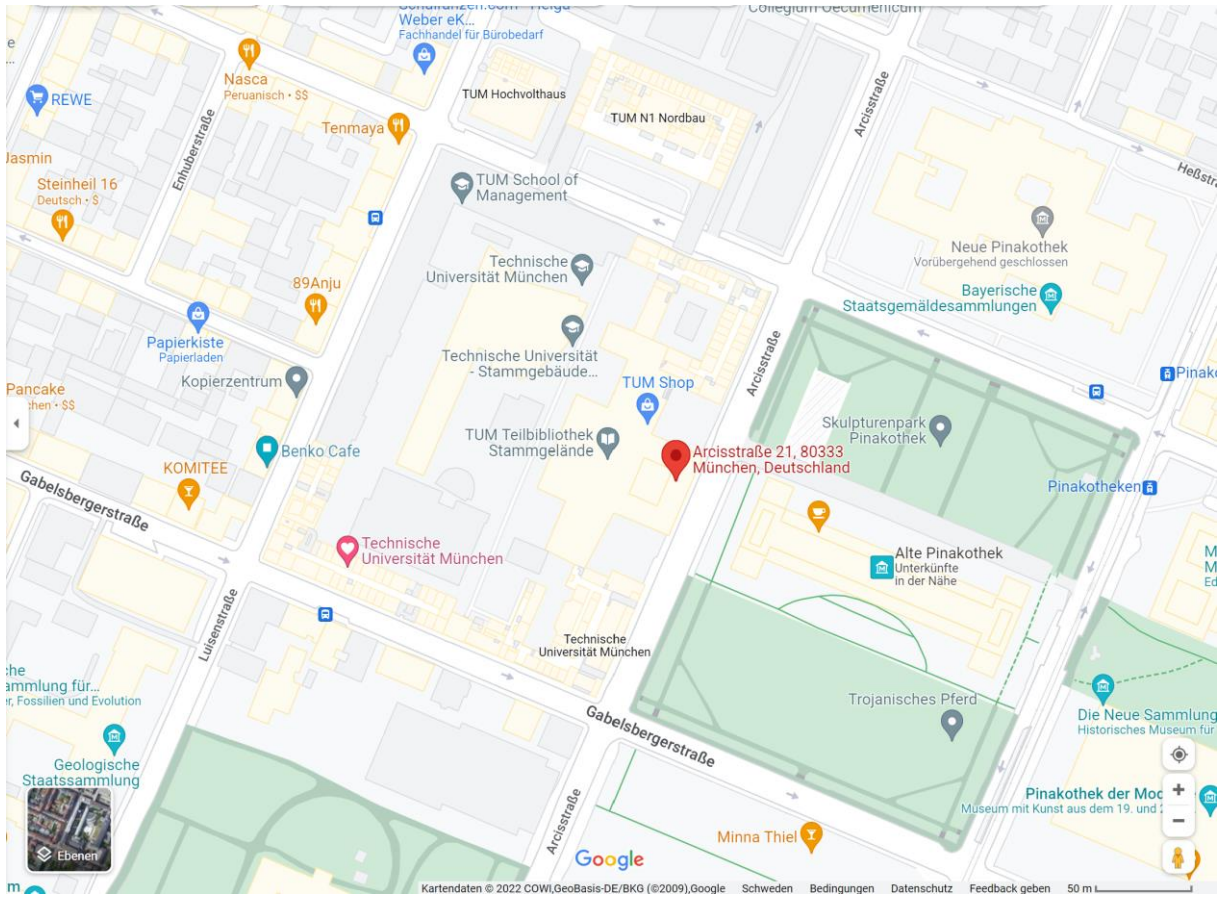 Weber eK...
Fachhandel für Bürobedarf
Collegium Oecumenicum
Nasca
Peruanisch • $$
REWE
TUM Hochvolthaus
TUM N1 Nordbau
Arcisstraße
Tenmaya
Enhuberstraße
Jasmin
Steinheil 16
Deutsch • $
TUM School of
Management
Neue Pinakothek
Vorübergehend geschlossen
Technische
Universität München
Bayerische
Staatsgemäldesammlungen
89Anju
Papierkiste
Papierladen
Technische Universität
- Stammgebäude...
Arcisstraße
Kopierzentrum
TUM Shop
Pancake
Skulpturenpark
Pinakothek
TUM Teilbibliothek
Stammgelände
Arcisstraße 21, 80333
München, Deutschland
Benko Cafe
KOMITEE
Gabelsbergerstraße
Pinakotheken
Technische
Universität München
Alte Pinakothek
Unterkünfte
in der Nähe
Luisenstraße
Technische
Universität München
Trojanisches Pferd
Die Neue Sammlung
Historisches Museum für
Gabelsbergerstraße
Geologische
Staatssammlung
Arcisstraße
Pinakothek der
Museum mit Kunst aus dem 19. und
Minna Thiel
Ebenen
Google
Kartendaten © 2022 COWI,GeoBasis-DE/BKG (©2009),Google Schweden Bedingungen Datenschutz Feedback geben 50 m